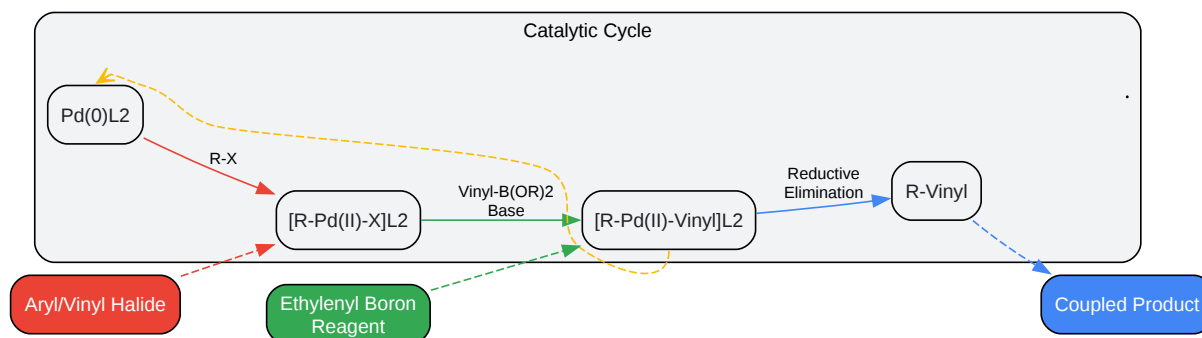 Catalytic Cycle
Pd(0)L2
R-X
[R-Pd(II)-X]L2
Vinyl-B(OR)2
Base
[R-Pd(II)-Vinyl]L2
Reductive
Elimination
R-Vinyl
Aryl/Vinyl Halide
Ethylenyl Boron
Reagent
Coupled Product